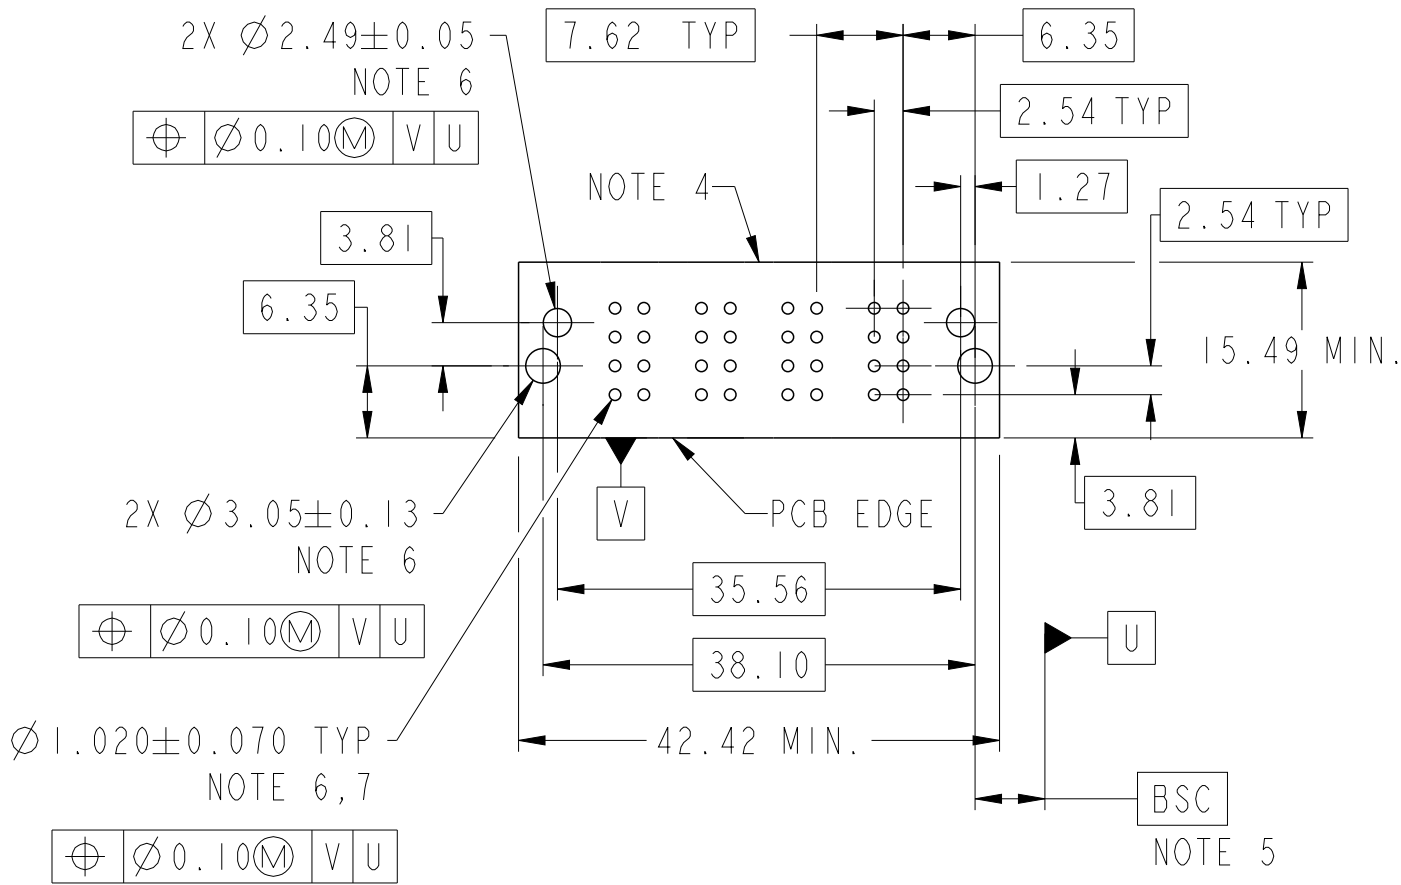 2X ∅2.49±0.05
NOTE 6
⌖ ∅0.10Ⓜ V U
7.62 TYP
6.35
2.54 TYP
NOTE 4
1.27
2.54 TYP
3.81
6.35
15.49 MIN.
2X ∅3.05±0.13
NOTE 6
⌖ ∅0.10Ⓜ V U
V
PCB EDGE
3.81
35.56
U
38.10
∅1.020±0.070 TYP
NOTE 6,7
⌖ ∅0.10Ⓜ V U
42.42 MIN.
BSC
NOTE 5